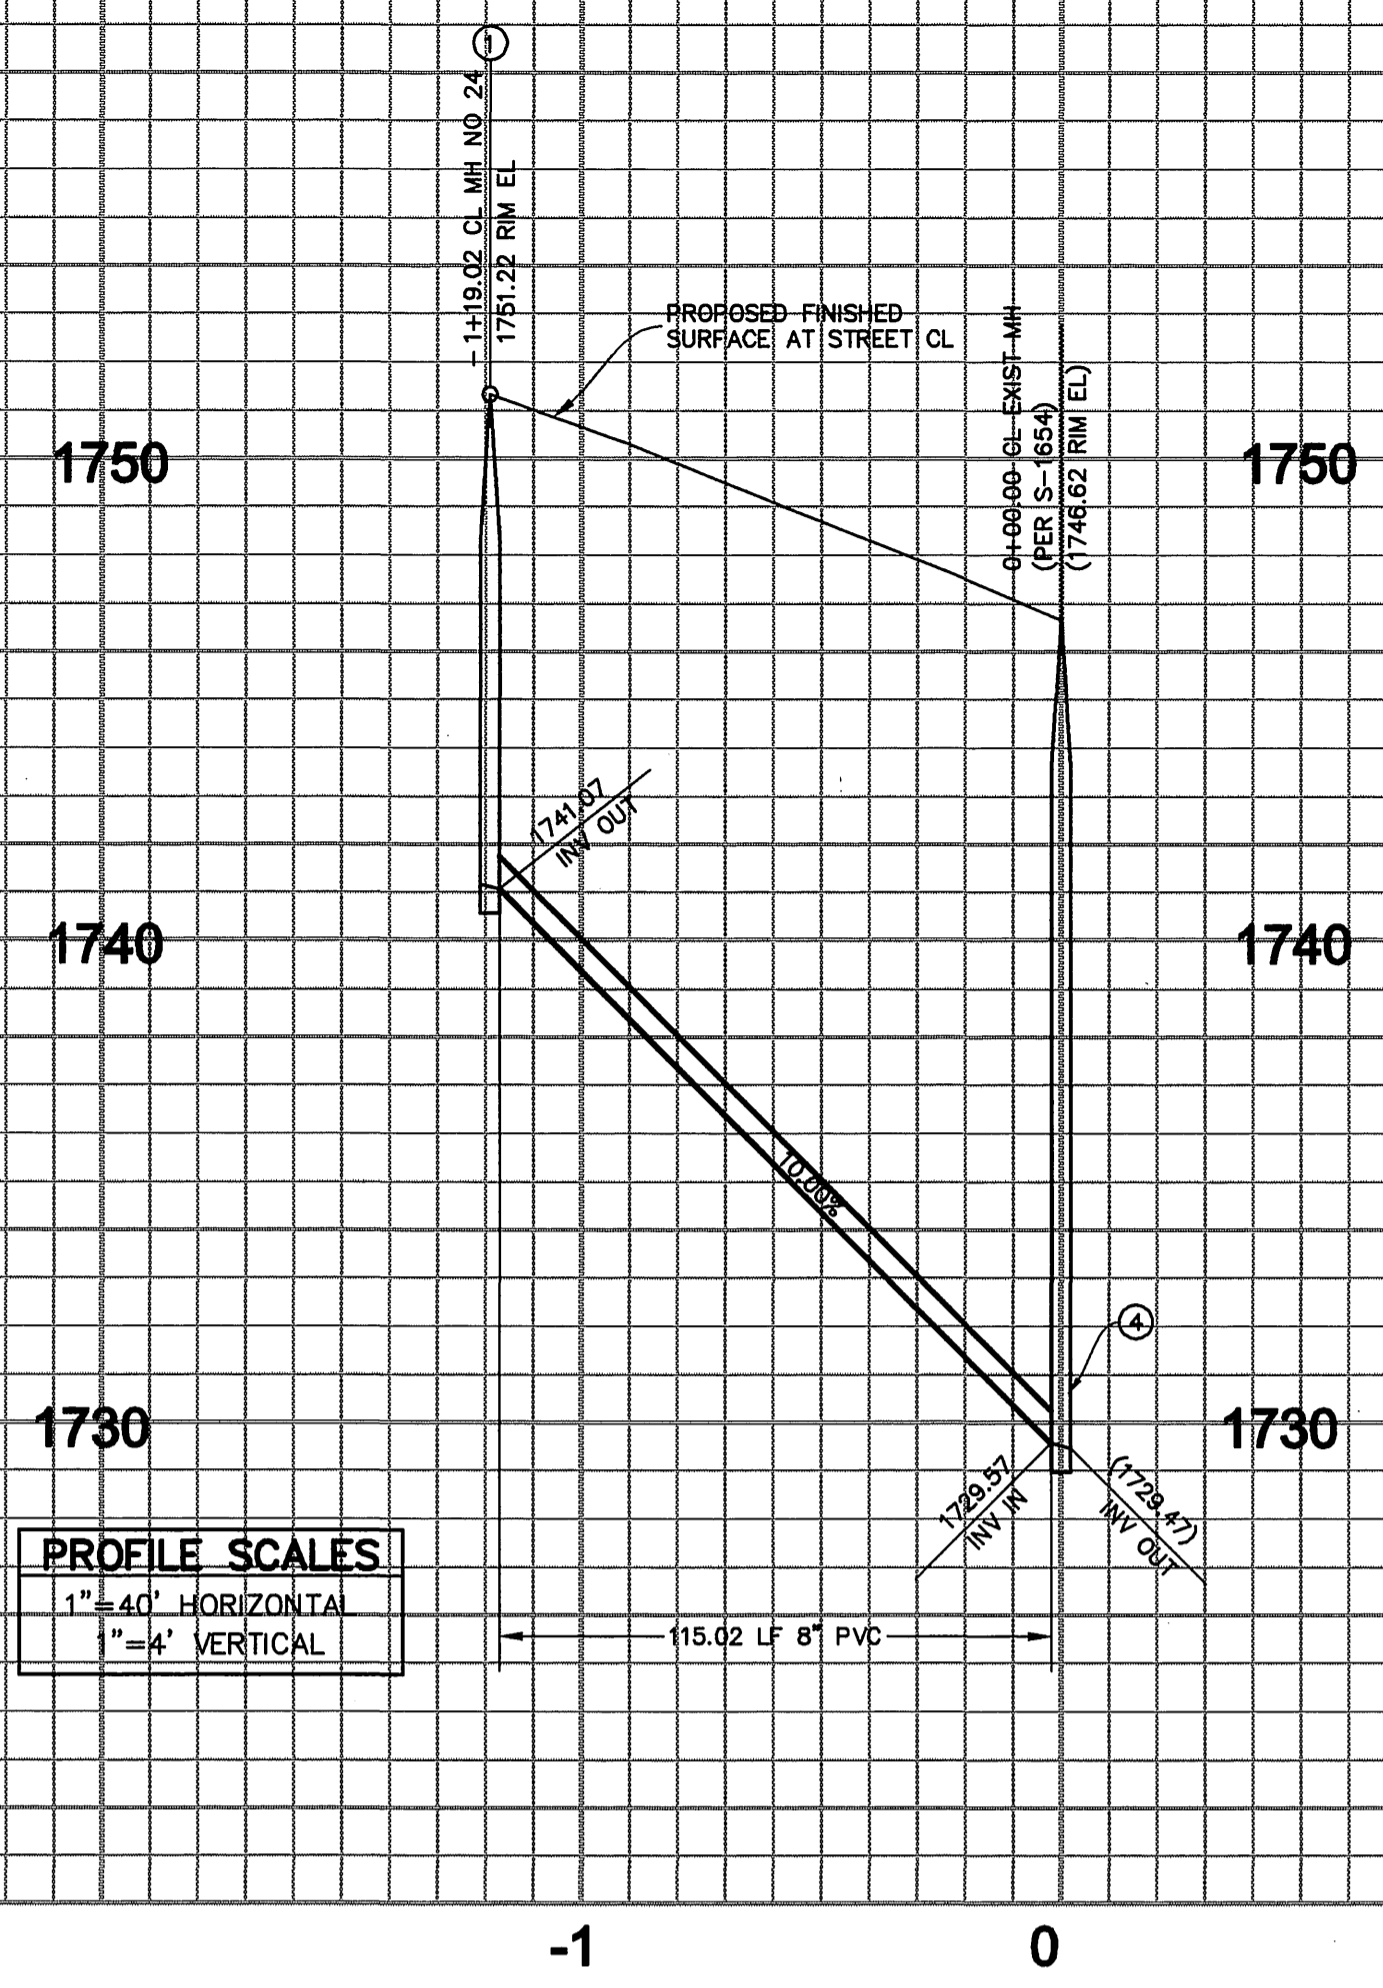 1
-1+19.02 CL MH NO 24
1751.22 RIM EL
PROPOSED FINISHED
SURFACE AT STREET CL
0+00.00 CL EXIST MH
(PER S-1654)
(1746.62 RIM EL)
1750
1750
1741.07
INV OUT
1740
1740
10.00%
4
1730
1730
1729.57
INV IN
(1729.47)
INV OUT
PROFILE SCALES
1"=40' HORIZONTAL
1"=4' VERTICAL
115.02 LF 8" PVC
-1
0